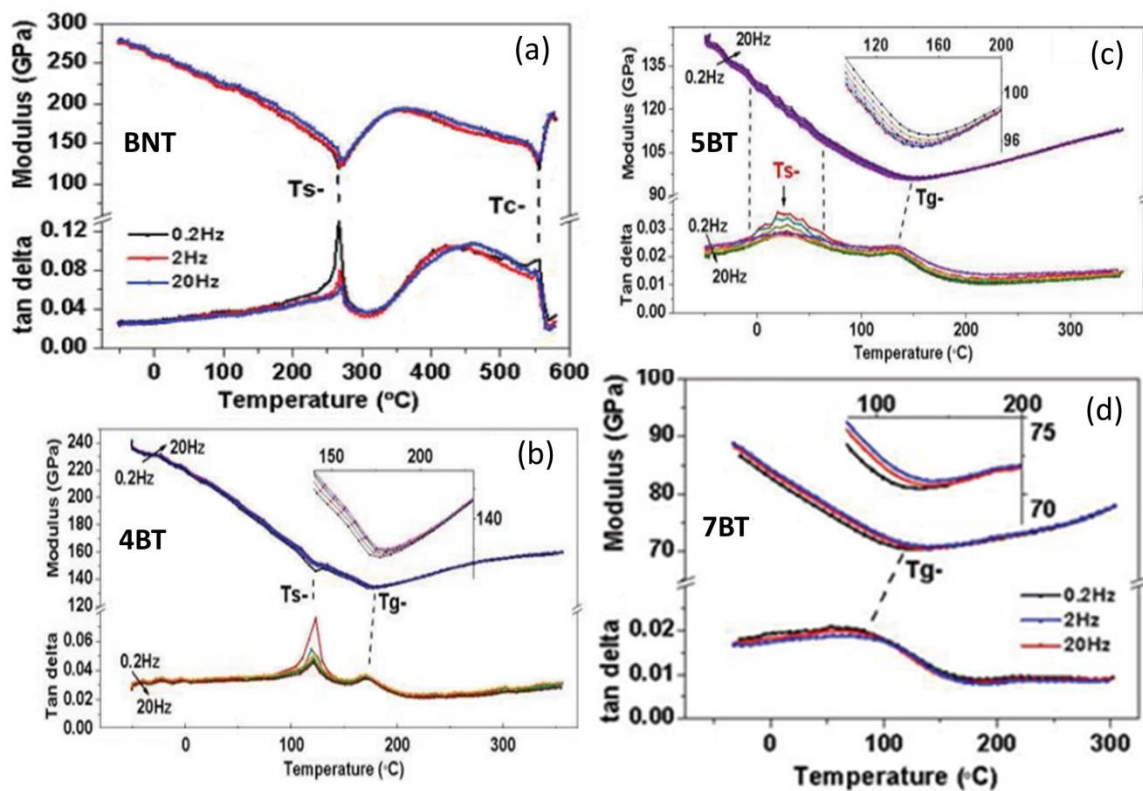 (a)
300
250
200
150
100
Modulus (GPa)
BNT
Ts-
Tc-
0.12
0.08
0.04
0.00
tan delta
0.2Hz
2Hz
20Hz
0 100 200 300 400 500 600
Temperature (°C)
(b)
240
220
200
180
160
140
120
Modulus (GPa)
20Hz
0.2Hz
150 200
140
4BT
Ts-
Tg-
0.06
0.04
0.02
0.00
Tan delta
0.2Hz
20Hz
0 100 200 300
Temperature (°C)
(c)
135
120
105
90
Modulus (GPa)
20Hz
0.2Hz
120 160 200
100
96
5BT
Ts-
Tg-
0.03
0.02
0.01
0.00
Tan delta
0.2Hz
20Hz
0 100 200 300
Temperature (°C)
(d)
100
90
80
70
Modulus (GPa)
100 200
75
70
7BT
Tg-
0.02
0.01
0.00
tan delta
0.2Hz
2Hz
20Hz
0 100 200 300
Temperature (°C)